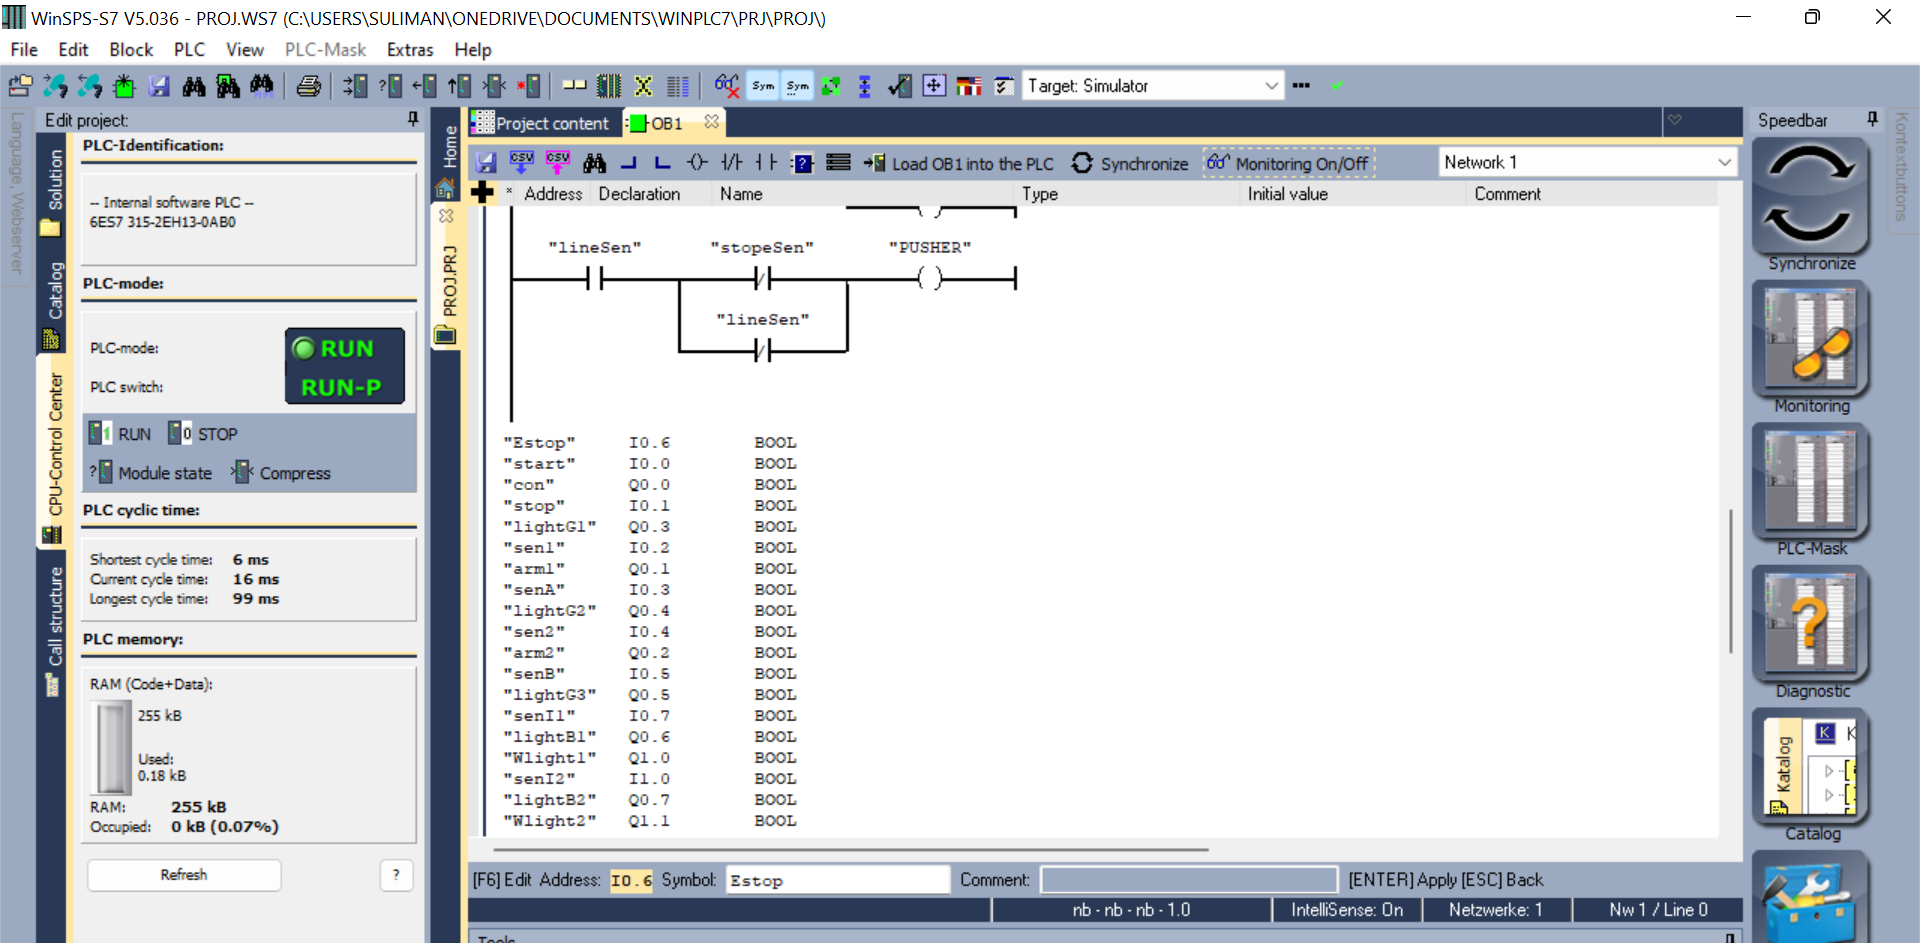 WinSPS-S7 V5.036 - PROJ.WS7 (C:\USERS\SULIMAN\ONEDRIVE\DOCUMENTS\WINPLC7\PRJ\PROJ\)
File Edit Block PLC View PLC-Mask Extras Help
Sym Sym Target: Simulator
Language, Webserver
Solution
Catalog
CPU-Control Center
Call structure
Edit project:
PLC-Identification:
-- Internal software PLC --
6ES7 315-2EH13-0AB0
PLC-mode:
PLC-mode: RUN
PLC switch: RUN-P
1 RUN 0 STOP
? Module state Compress
PLC cyclic time:
Shortest cycle time: 6 ms
Current cycle time: 16 ms
Longest cycle time: 99 ms
PLC memory:
RAM (Code+Data):
255 kB
Used:
0.18 kB
RAM: 255 kB
Occupied: 0 kB (0.07%)
Refresh ?
Home
PROJ.PRJ
Project content OB1
CSV CSV ? Load OB1 into the PLC Synchronize Monitoring On/Off Network 1
* Address Declaration Name Type Initial value Comment
"lineSen" "stopeSen" "PUSHER"
"lineSen"
"Estop" I0.6 BOOL
"start" I0.0 BOOL
"con" Q0.0 BOOL
"stop" I0.1 BOOL
"lightG1" Q0.3 BOOL
"sen1" I0.2 BOOL
"arm1" Q0.1 BOOL
"senA" I0.3 BOOL
"lightG2" Q0.4 BOOL
"sen2" I0.4 BOOL
"arm2" Q0.2 BOOL
"senB" I0.5 BOOL
"lightG3" Q0.5 BOOL
"senI1" I0.7 BOOL
"lightB1" Q0.6 BOOL
"Wlight1" Q1.0 BOOL
"senI2" I1.0 BOOL
"lightB2" Q0.7 BOOL
"Wlight2" Q1.1 BOOL
[F6] Edit Address: I0.6 Symbol: Estop Comment: [ENTER] Apply [ESC] Back
nb - nb - nb - 1.0 IntelliSense: On Netzwerke: 1 Nw 1 / Line 0
Tools
Speedbar
Synchronize
Monitoring
PLC-Mask
?
Diagnostic
Katalog
K K
Catalog
Kontextbuttons